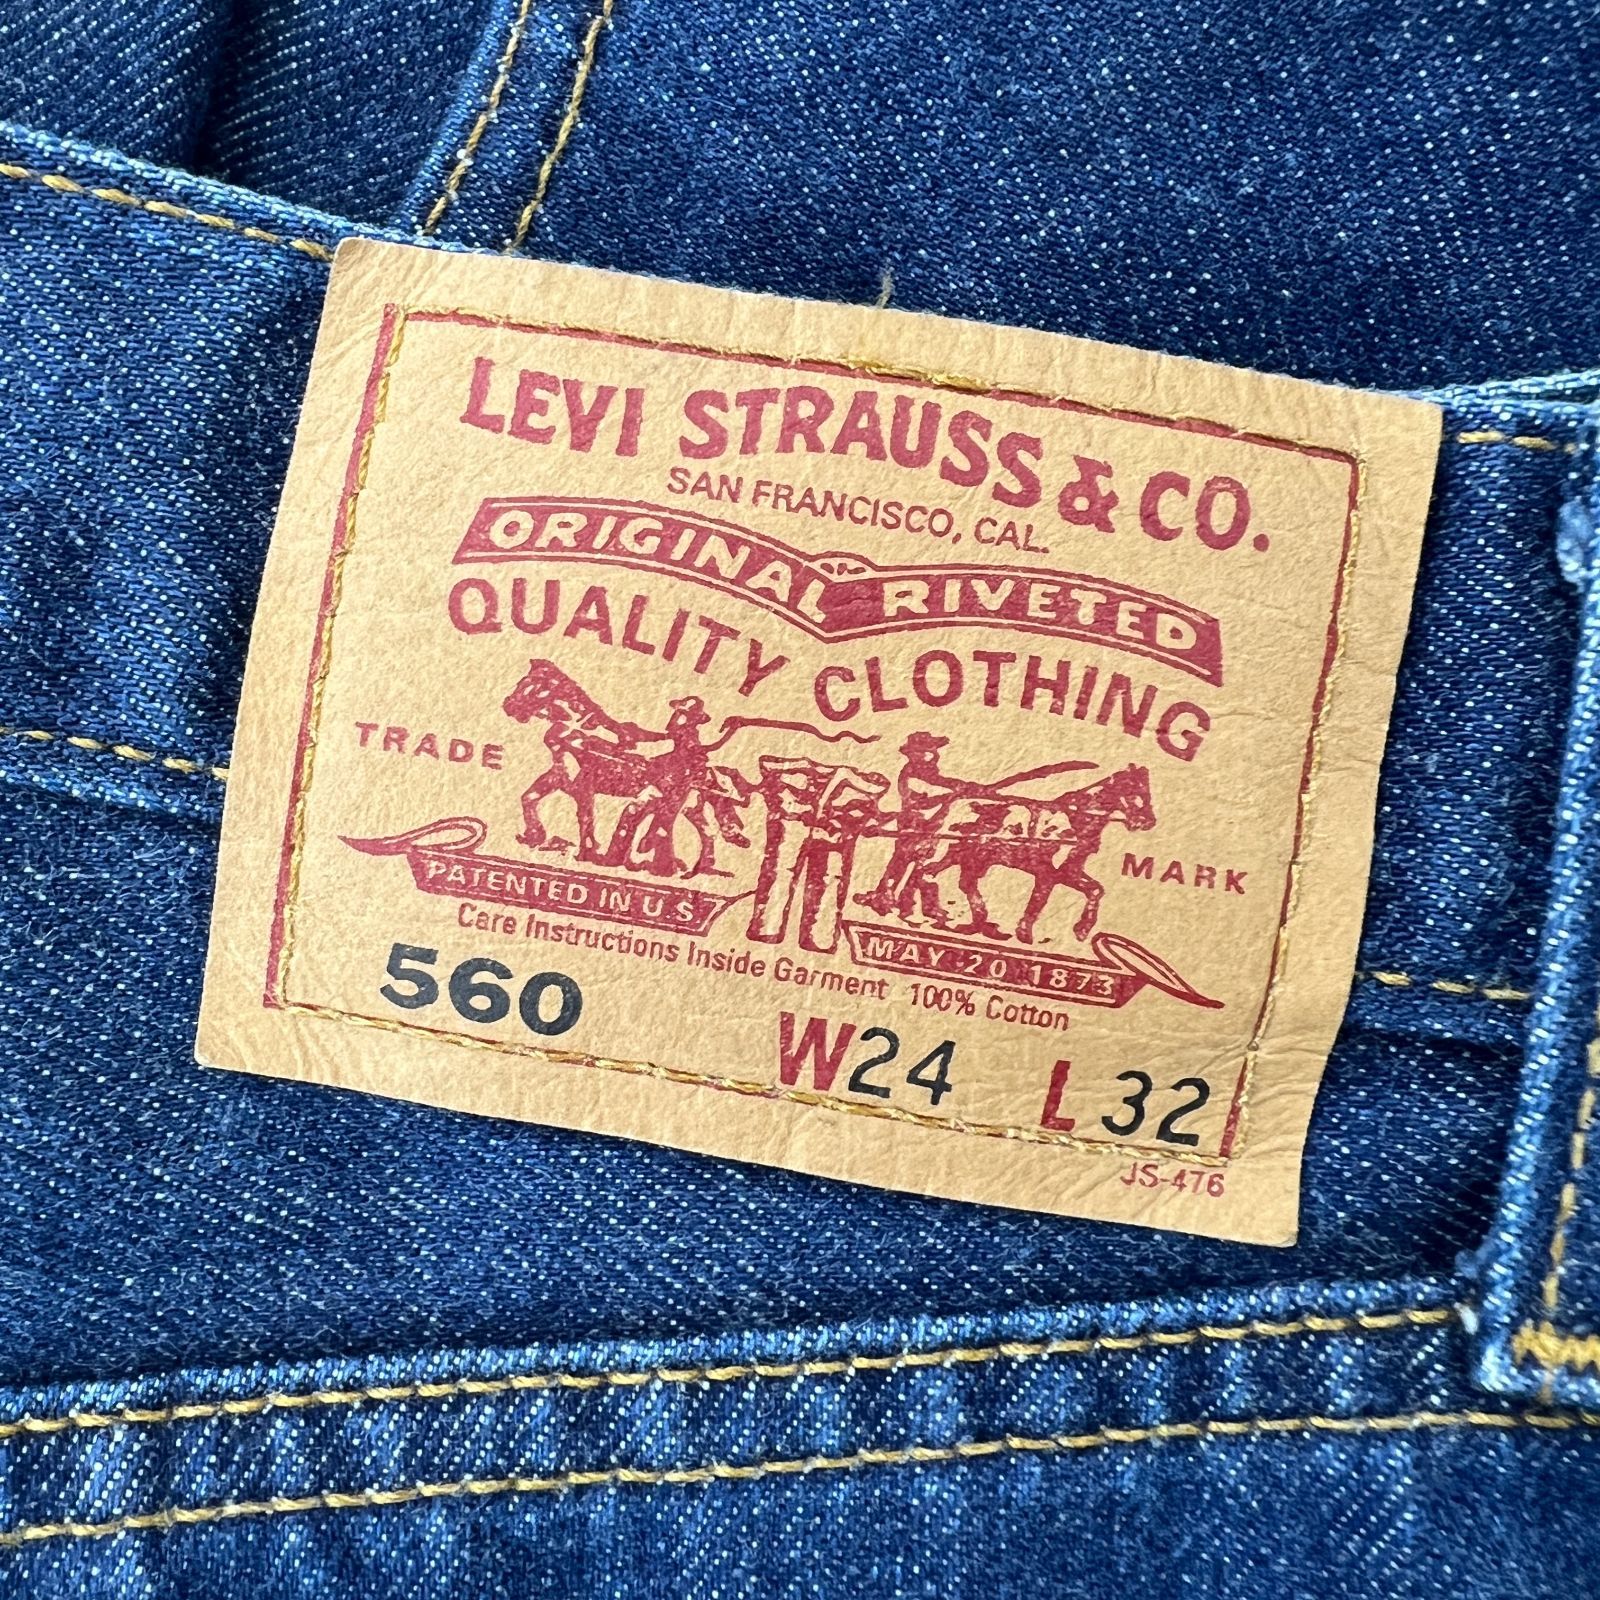 LEVI STRAUSS & CO.
SAN FRANCISCO, CAL.
ORIGINAL RIVETED
QUALITY CLOTHING
TRADE MARK
PATENTED IN U.S. MAY 20 1873
Care Instructions Inside Garment 100% Cotton
560 W24 L 32
JS-476